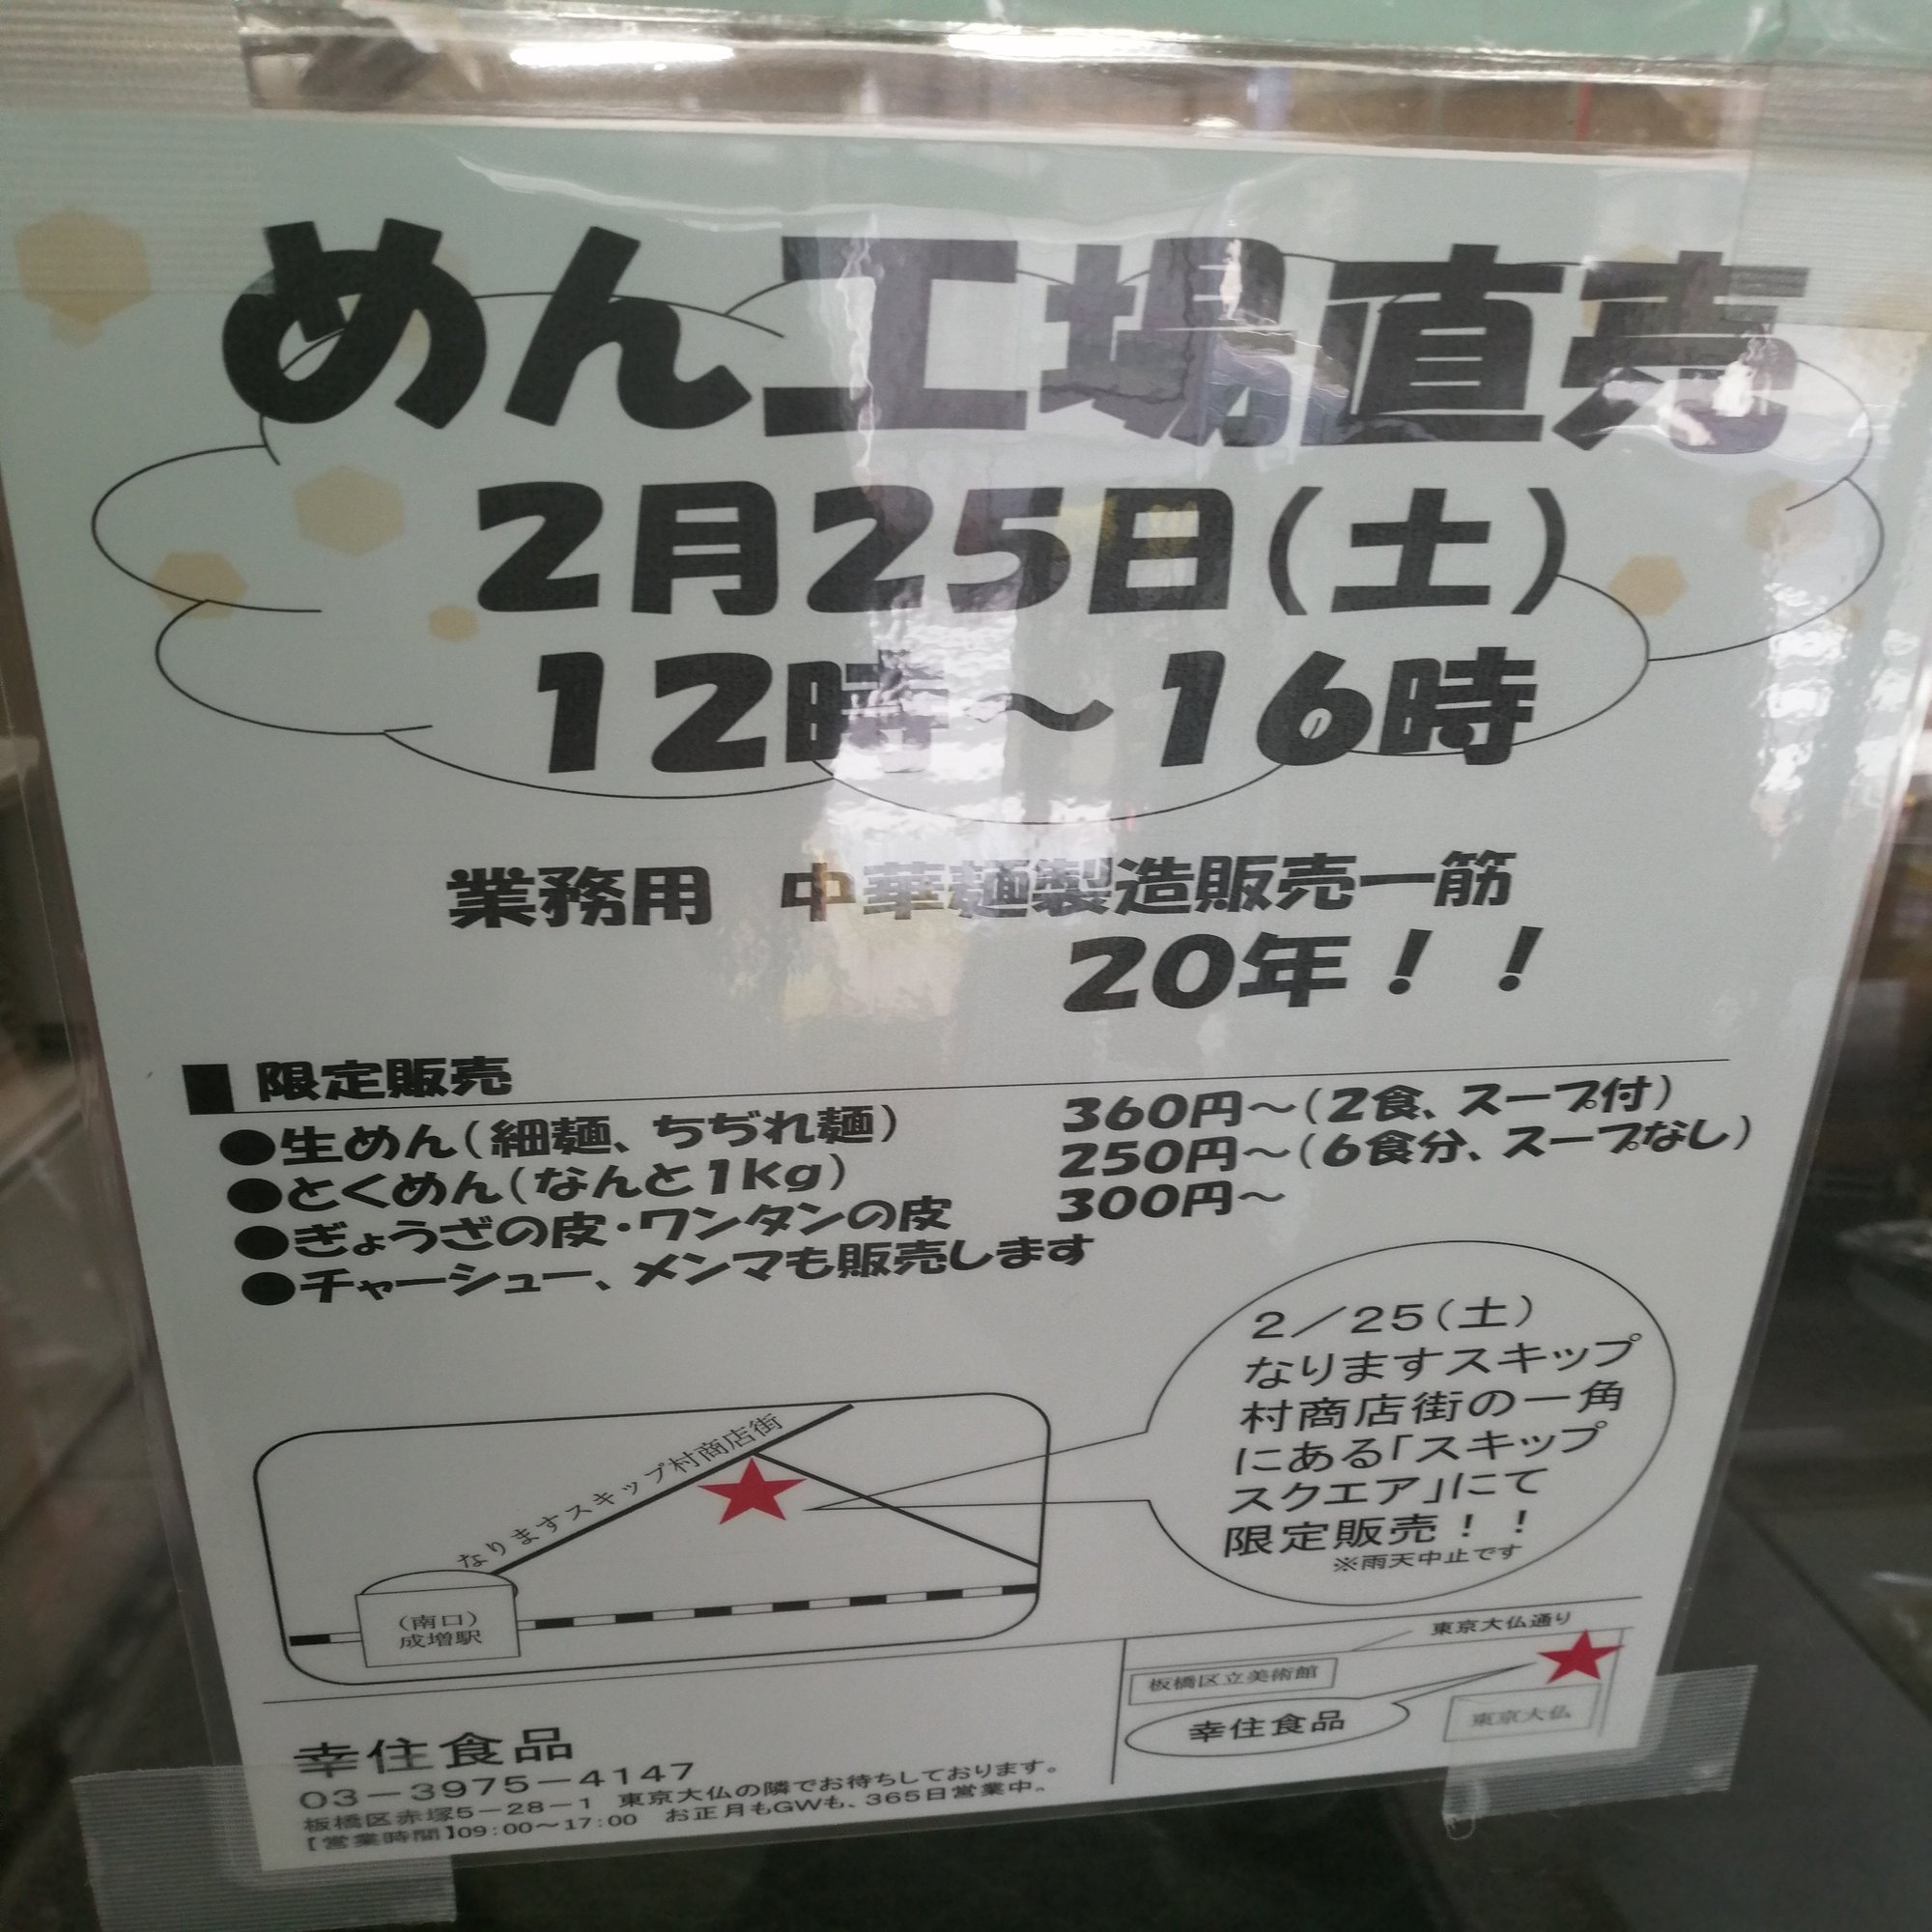 めん工場直売
2月25日(土)
12時～16時
業務用 中華麺製造販売一筋
20年！！
限定販売
●生めん(細麺、ちぢれ麺) 360円～(2食、スープ付)
●とくめん(なんと1kg) 250円～(6食分、スープなし)
●ぎょうざの皮・ワンタンの皮 300円～
●チャーシュー、メンマも販売します
2／25(土)
なりますスキップ
村商店街の一角
にある「スキップ
スクエア」にて
限定販売！！
※雨天中止です
なりますスキップ村商店街
(南口)
成増駅
東京大仏通り
板橋区立美術館
幸住食品
東京大仏
幸住食品
03－3975－4147
板橋区赤塚5－28－1 東京大仏の隣でお待ちしております。
【営業時間】09:00～17:00 お正月もGWも、365日営業中。